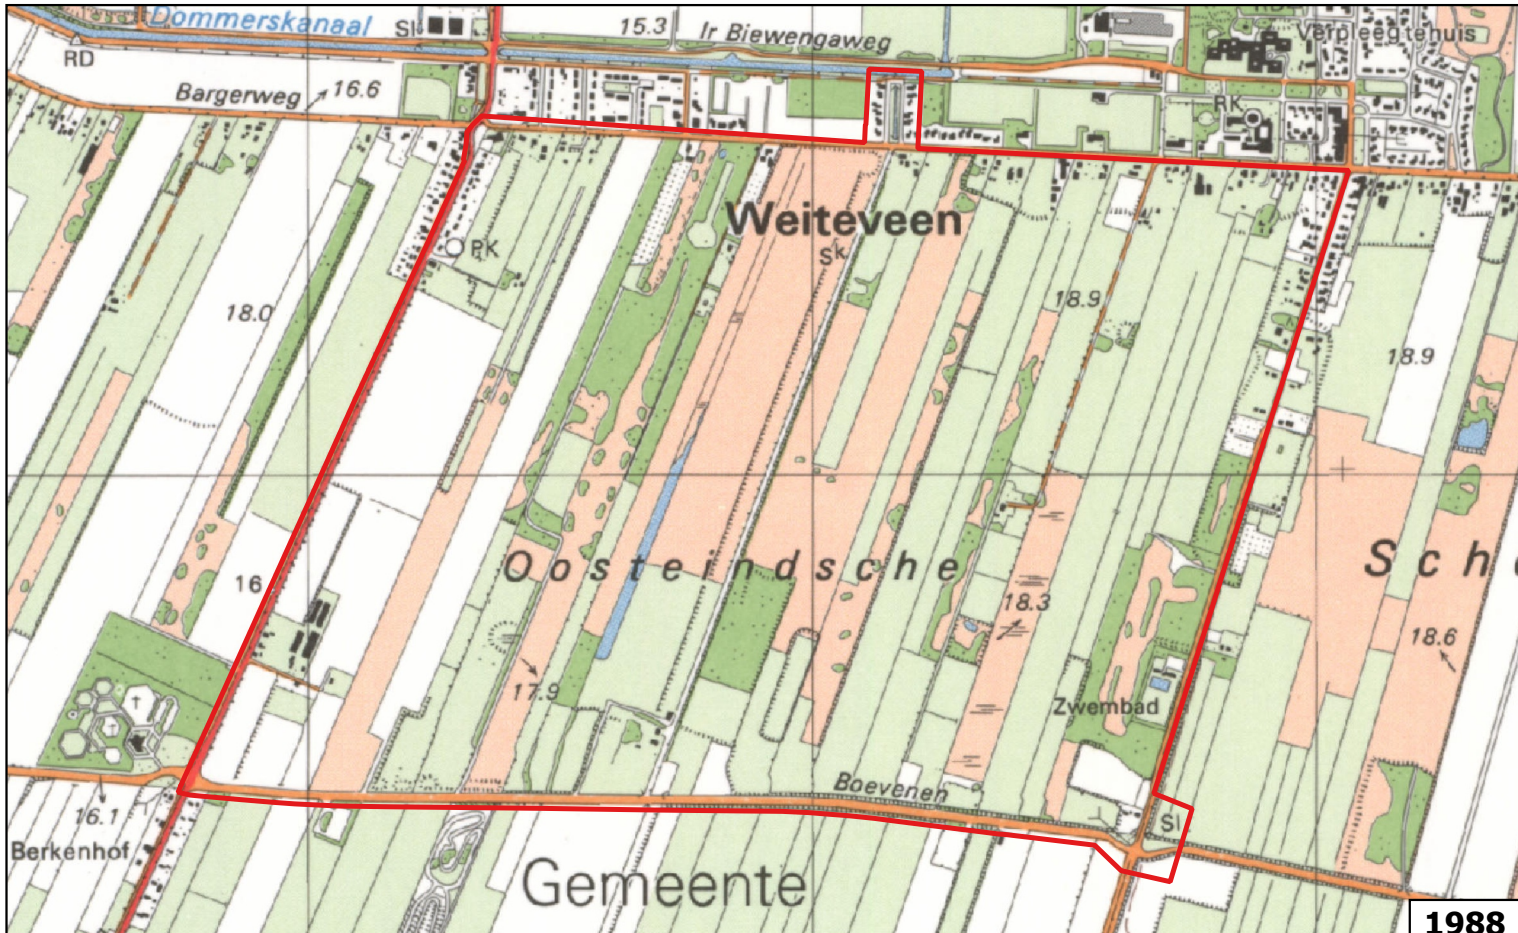 Dommerskanaal
Sl
15.3
Ir Biewengaweg
Verpleegtehuis
RD
Bargerweg
16.6
RK
Weiteveen
PK
Sk
18.0
18.9
18.9
Oosteindsche
Sch
16
18.3
18.6
17.9
Zwembad
Boevenen
16.1
Sl
Berkenhof
Gemeente
1988